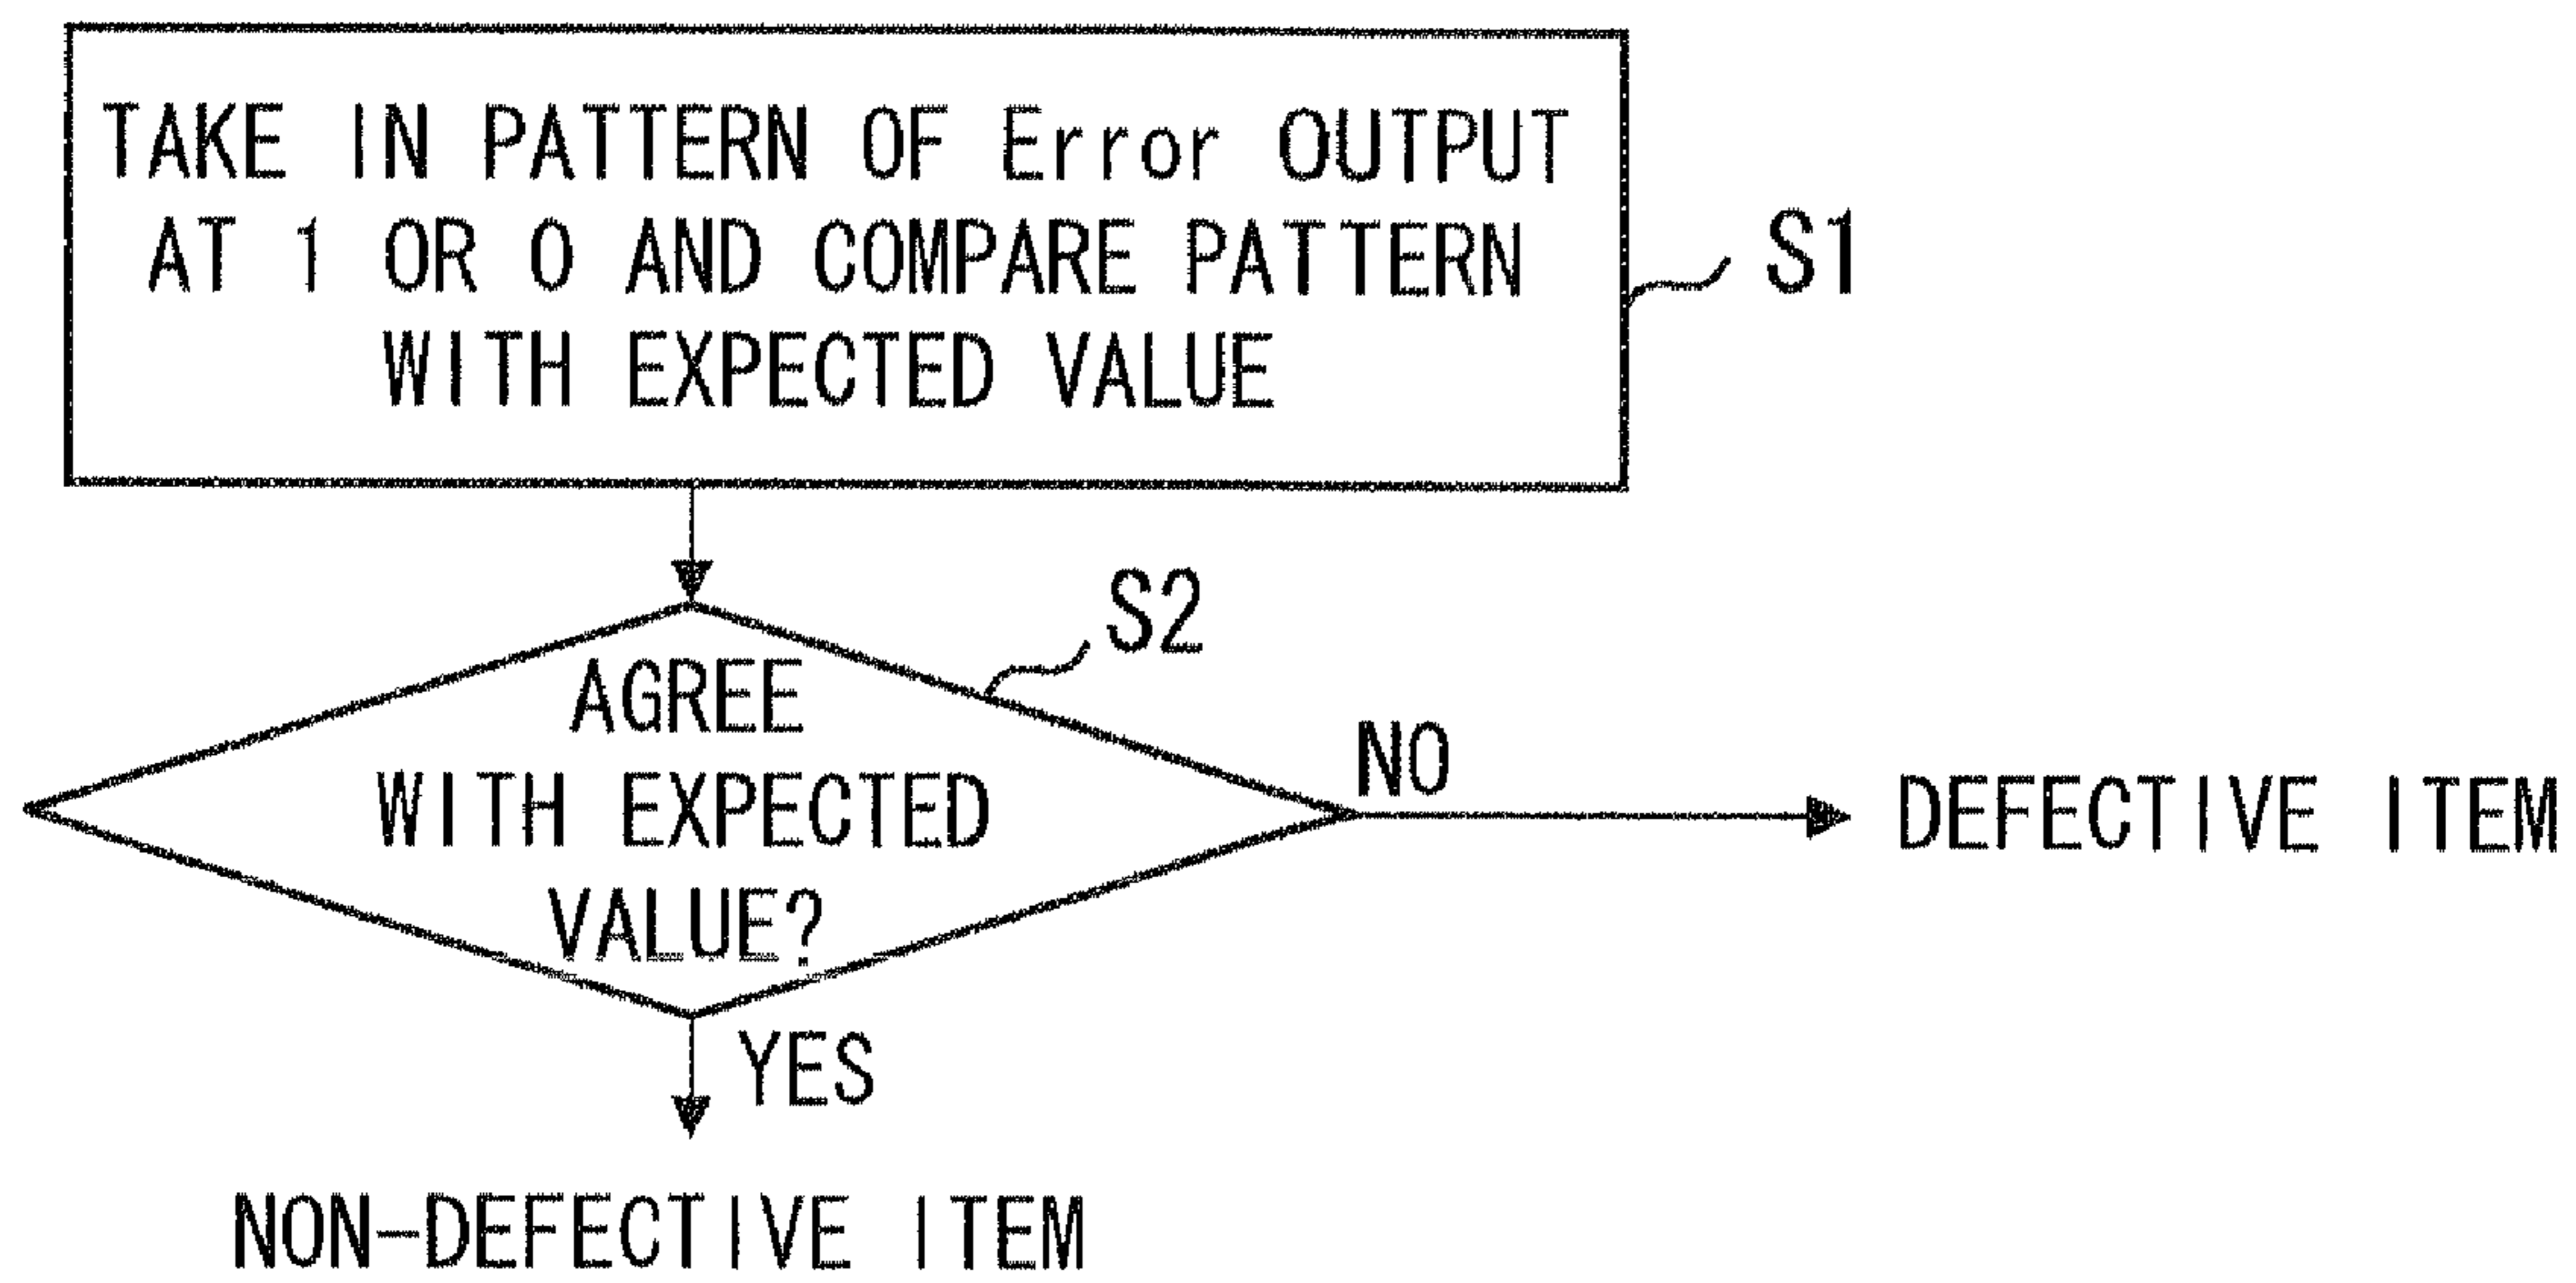 TAKE IN PATTERN OF Error OUTPUT
AT 1 OR 0 AND COMPARE PATTERN
WITH EXPECTED VALUE
S1
S2
AGREE
WITH EXPECTED
VALUE?
NO
DEFECTIVE ITEM
YES
NON-DEFECTIVE ITEM